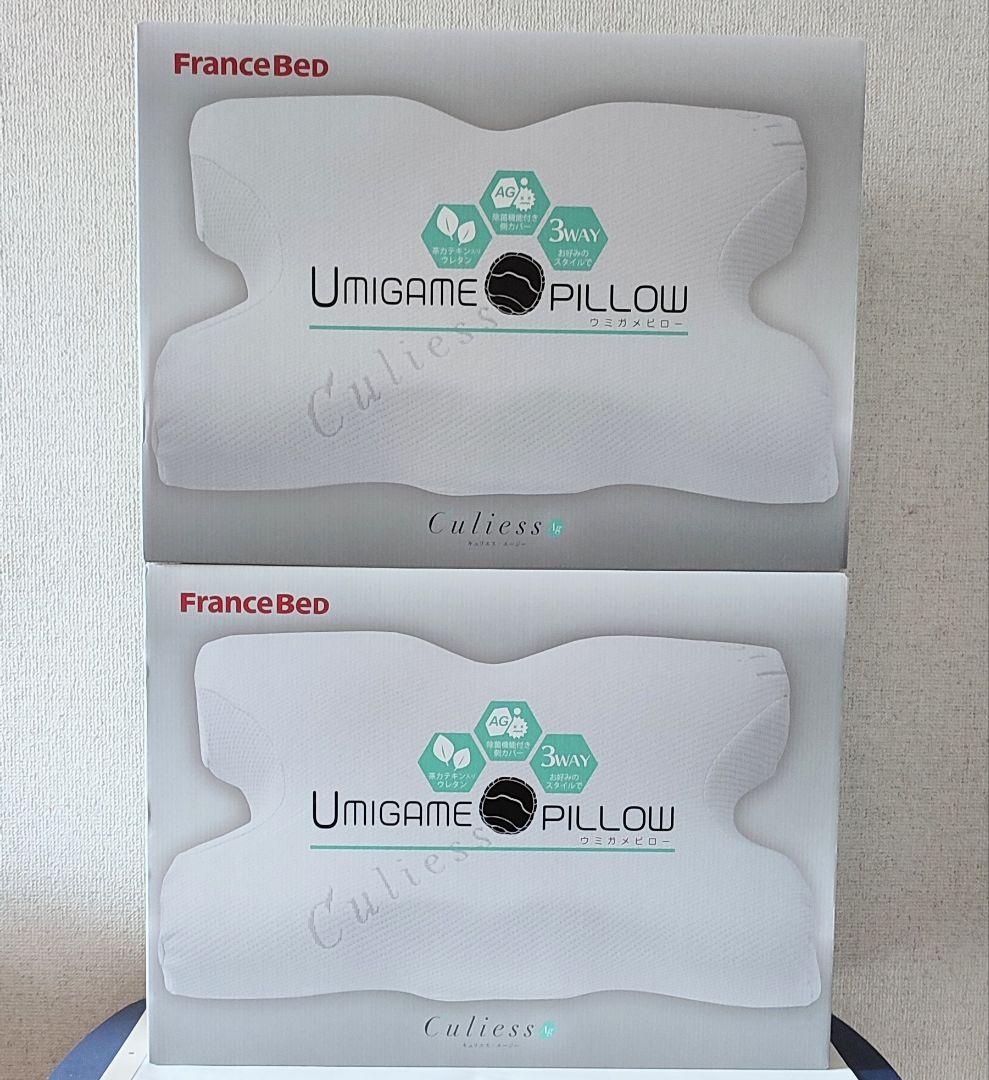 FranceBeD
AG
除菌機能付き
側カバー
茶カテキン入り
ウレタン
3WAY
お好みの
スタイルで
UMIGAME PILLOW
ウミガメピロー
Culiess
Culiess Ag
キュリエス・エージー
FranceBeD
AG
除菌機能付き
側カバー
茶カテキン入り
ウレタン
3WAY
お好みの
スタイルで
UMIGAME PILLOW
ウミガメピロー
Culiess
Culiess Ag
キュリエス・エージー